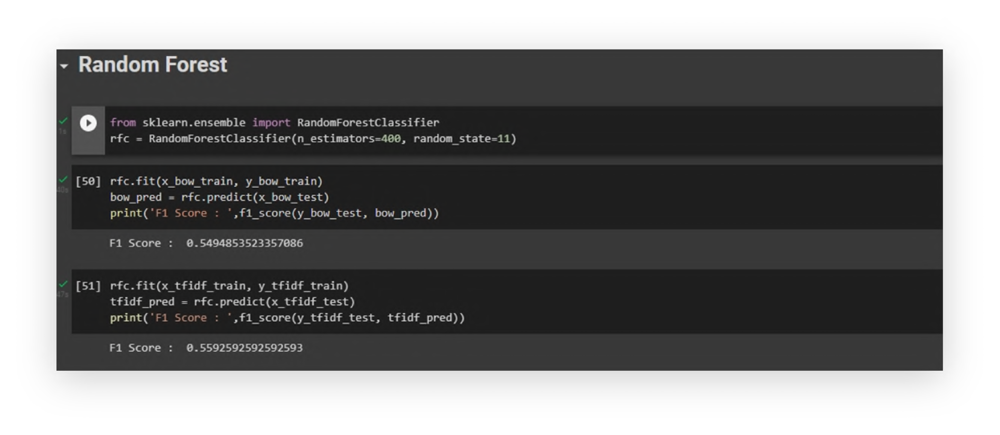 Random Forest
1s
from sklearn.ensemble import RandomForestClassifier
rfc = RandomForestClassifier(n_estimators=400, random_state=11)
40s
[50] rfc.fit(x_bow_train, y_bow_train)
bow_pred = rfc.predict(x_bow_test)
print('F1 Score : ',f1_score(y_bow_test, bow_pred))
F1 Score :  0.5494853523357086
47s
[51] rfc.fit(x_tfidf_train, y_tfidf_train)
tfidf_pred = rfc.predict(x_tfidf_test)
print('F1 Score : ',f1_score(y_tfidf_test, tfidf_pred))
F1 Score :  0.5592592592592593